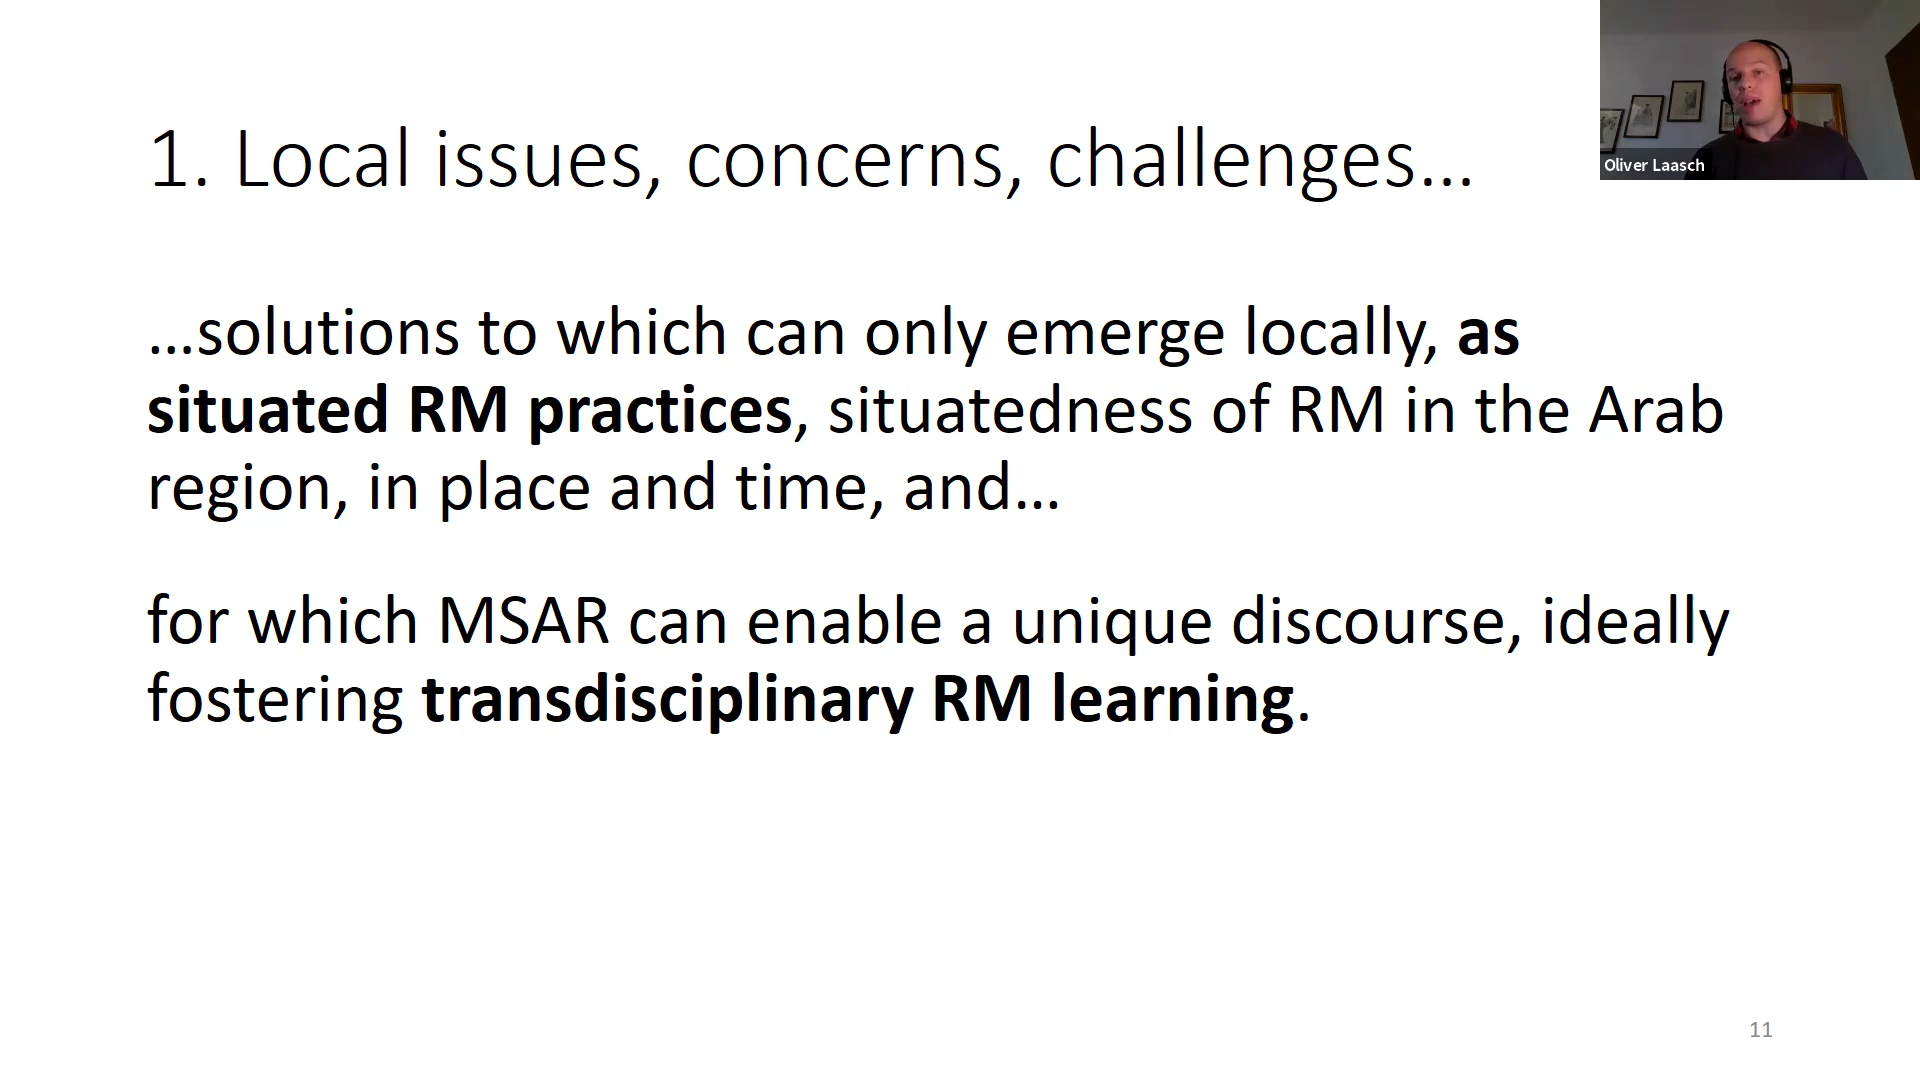 1. Local issues, concerns, challenges…
Oliver Laasch
…solutions to which can only emerge locally, as
situated RM practices, situatedness of RM in the Arab
region, in place and time, and…
for which MSAR can enable a unique discourse, ideally
fostering transdisciplinary RM learning.
11